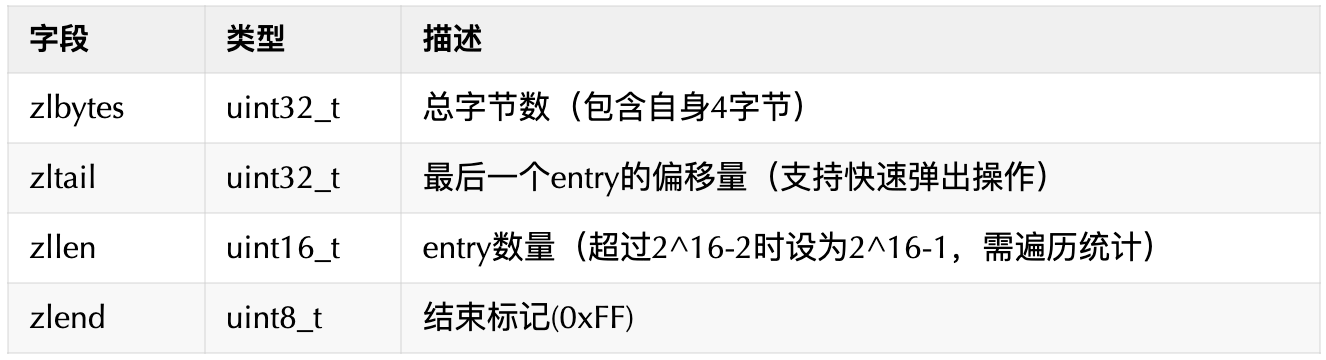 字段 类型 描述
zlbytes uint32_t 总字节数（包含自身4字节）
zltail uint32_t 最后一个entry的偏移量（支持快速弹出操作）
zllen uint16_t entry数量（超过2^16-2时设为2^16-1，需遍历统计）
zlend uint8_t 结束标记(0xFF)